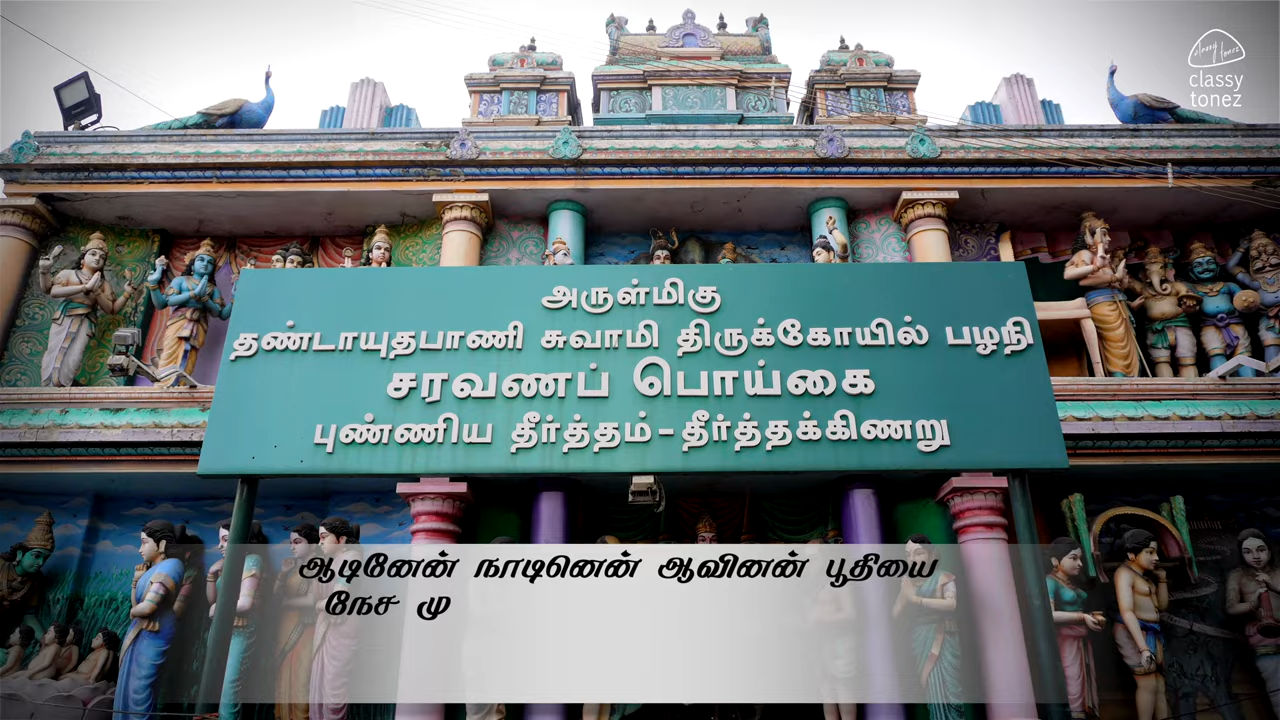 classy
tonez
அருள்மிகு
தண்டாயுதபாணி சுவாமி திருக்கோயில் பழநி
சரவணப் பொய்கை
புண்ணிய தீர்த்தம்-தீர்த்தக்கிணறு
ஆடினேன் நாடினென் ஆவினன் பூதியை
நேச மு